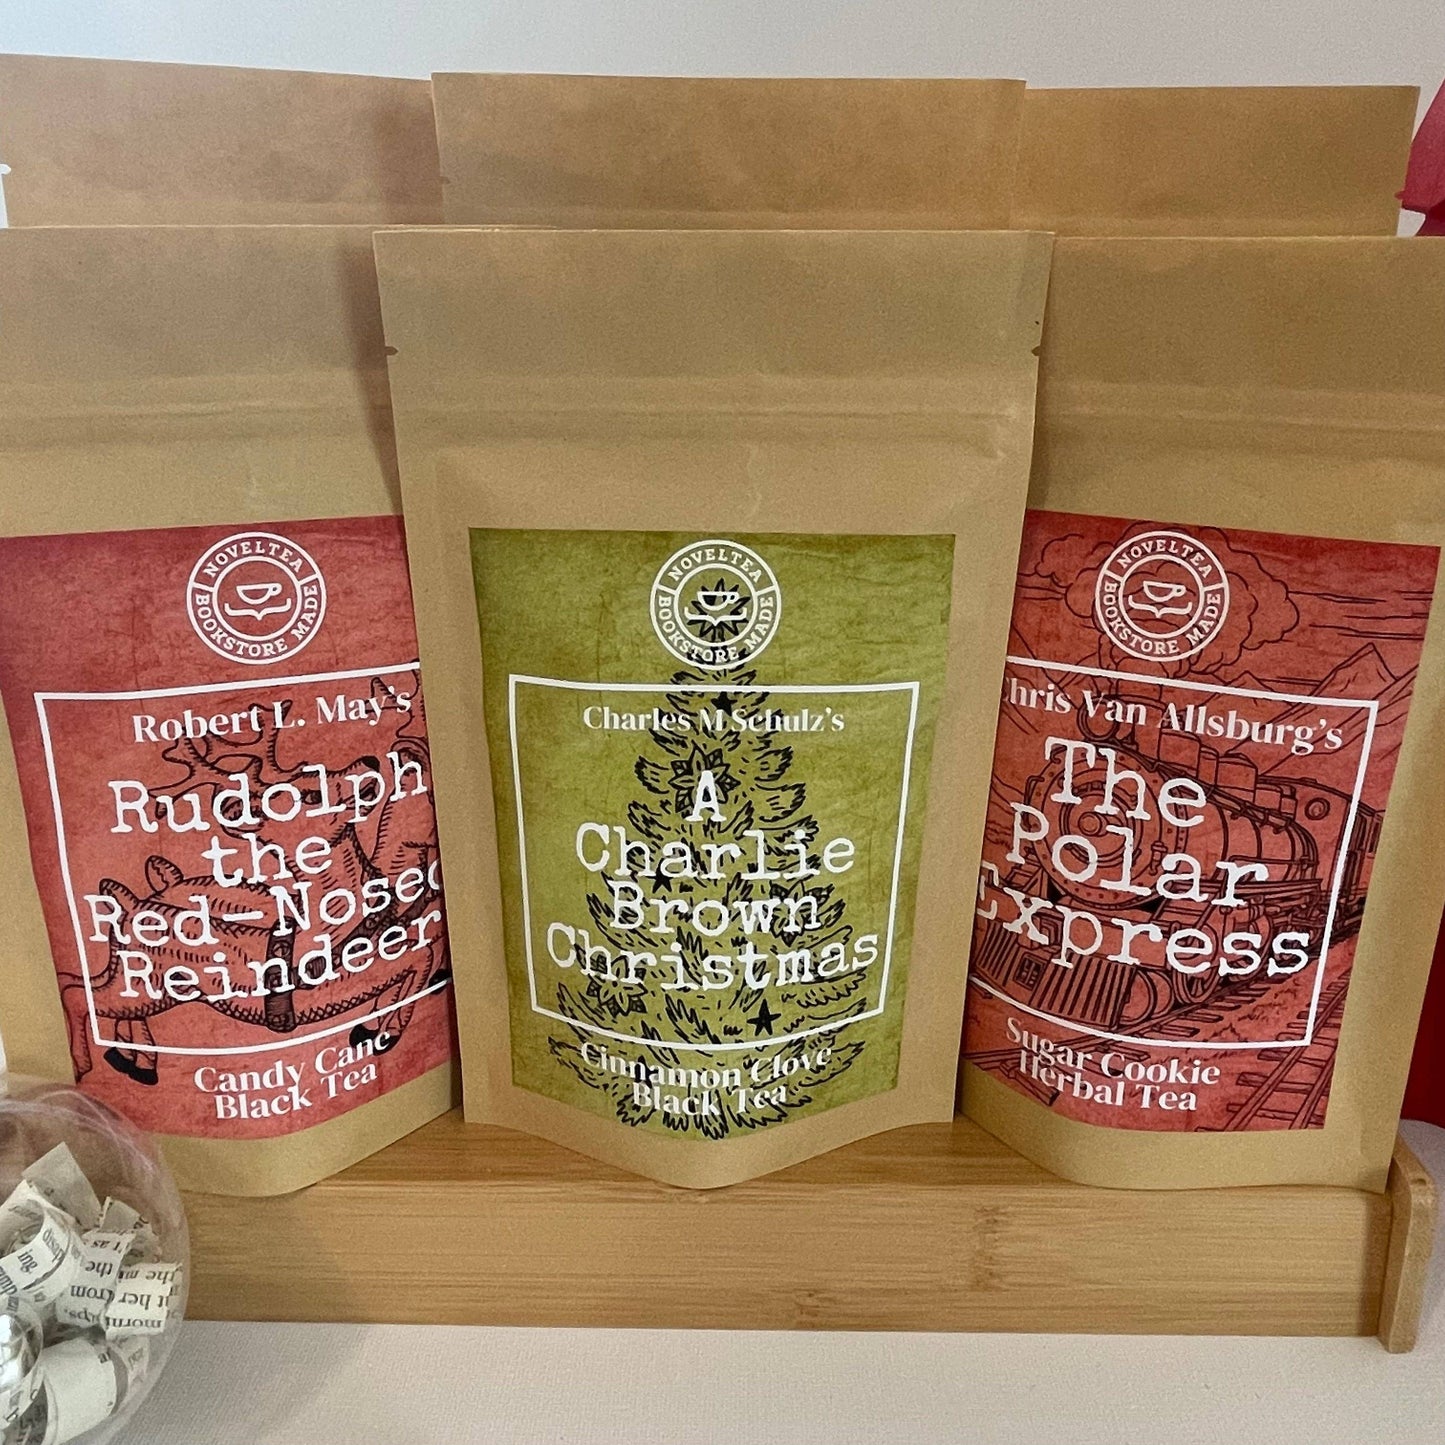 NOVELTEA
BOOKSTORE MADE
Robert L. May's
Rudolph
the
Red-Nosed
Reindeer
Candy Cane
Black Tea
NOVELTEA
BOOKSTORE MADE
Charles M Schulz's
A
Charlie
Brown
Christmas
Cinnamon Clove
Black Tea
NOVELTEA
BOOKSTORE MADE
Chris Van Allsburg's
The
Polar
Express
Sugar Cookie
Herbal Tea